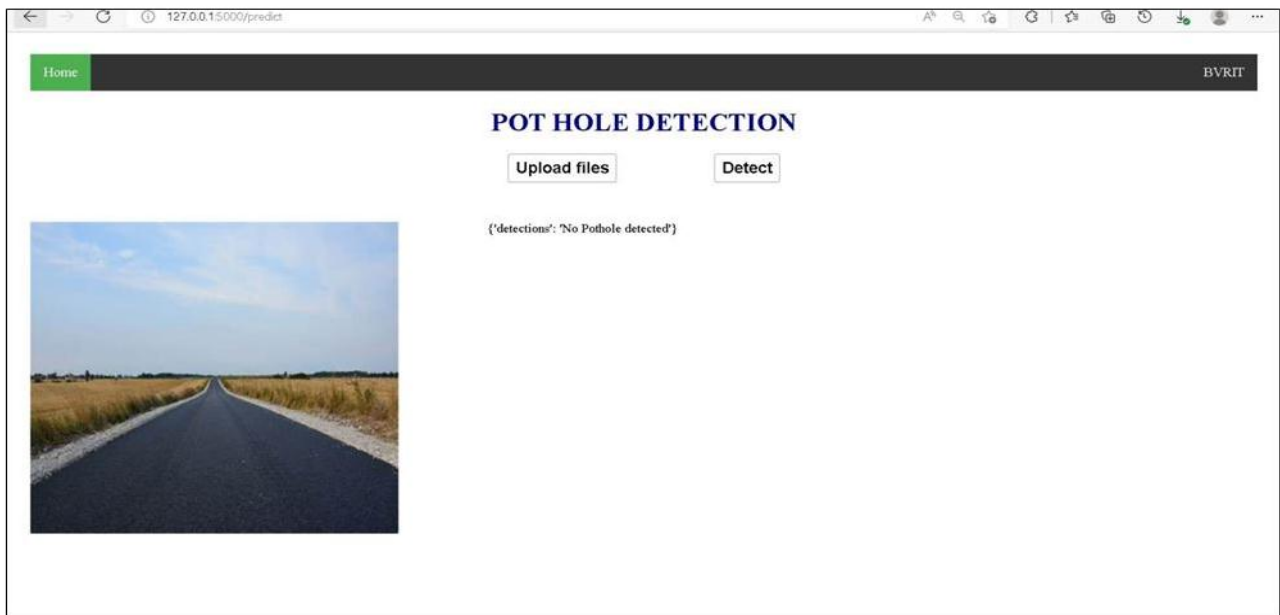 127.0.0.1:5000/predict
Home BVRIT
POT HOLE DETECTION
Upload files Detect
{'detections': 'No Pothole detected'}